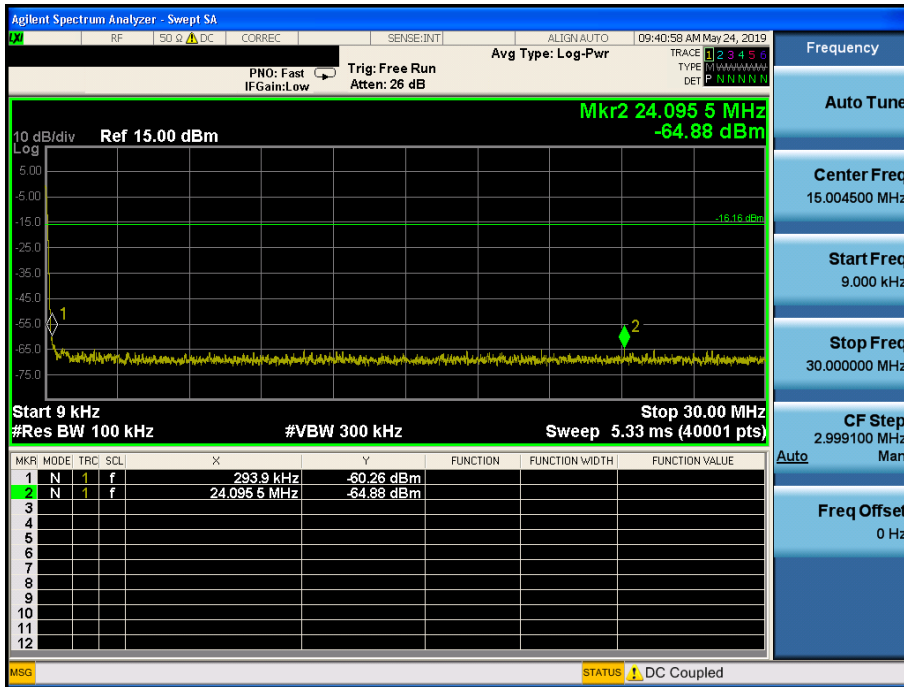 Agilent Spectrum Analyzer - Swept SA
LXI RF 50 Ω ⚠ DC CORREC SENSE:INT ALIGN AUTO 09:40:58 AM May 24, 2019
PNO: Fast Trig: Free Run Avg Type: Log-Pwr TRACE 1 2 3 4 5 6
IFGain:Low Atten: 26 dB TYPE M
DET P N N N N N
Mkr2 24.095 5 MHz
-64.88 dBm
10 dB/div Ref 15.00 dBm
Log
5.00
-5.00
-15.0
-16.16 dBm
-25.0
-35.0
-45.0
-55.0
-65.0
-75.0
1
2
Start 9 kHz Stop 30.00 MHz
#Res BW 100 kHz #VBW 300 kHz Sweep 5.33 ms (40001 pts)
MKR MODE TRC SCL X Y FUNCTION FUNCTION WIDTH FUNCTION VALUE
1 N 1 f 293.9 kHz -60.26 dBm
2 N 1 f 24.095 5 MHz -64.88 dBm
3
4
5
6
7
8
9
10
11
12
MSG STATUS DC Coupled
Frequency
Auto Tune
Center Freq
15.004500 MHz
Start Freq
9.000 kHz
Stop Freq
30.000000 MHz
CF Step
2.999100 MHz
Auto Man
Freq Offset
0 Hz